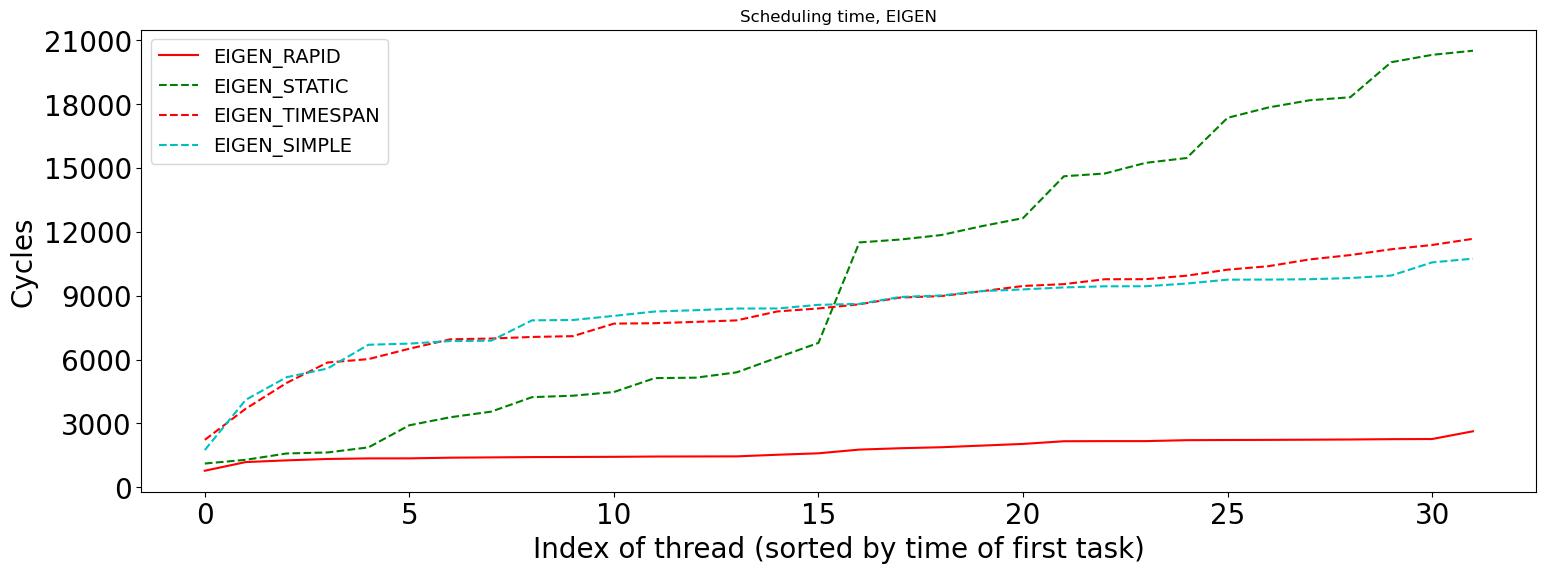 Scheduling time, EIGEN
21000
18000
15000
12000
9000
6000
3000
0
Cycles
EIGEN_RAPID
EIGEN_STATIC
EIGEN_TIMESPAN
EIGEN_SIMPLE
0 5 10 15 20 25 30
Index of thread (sorted by time of first task)